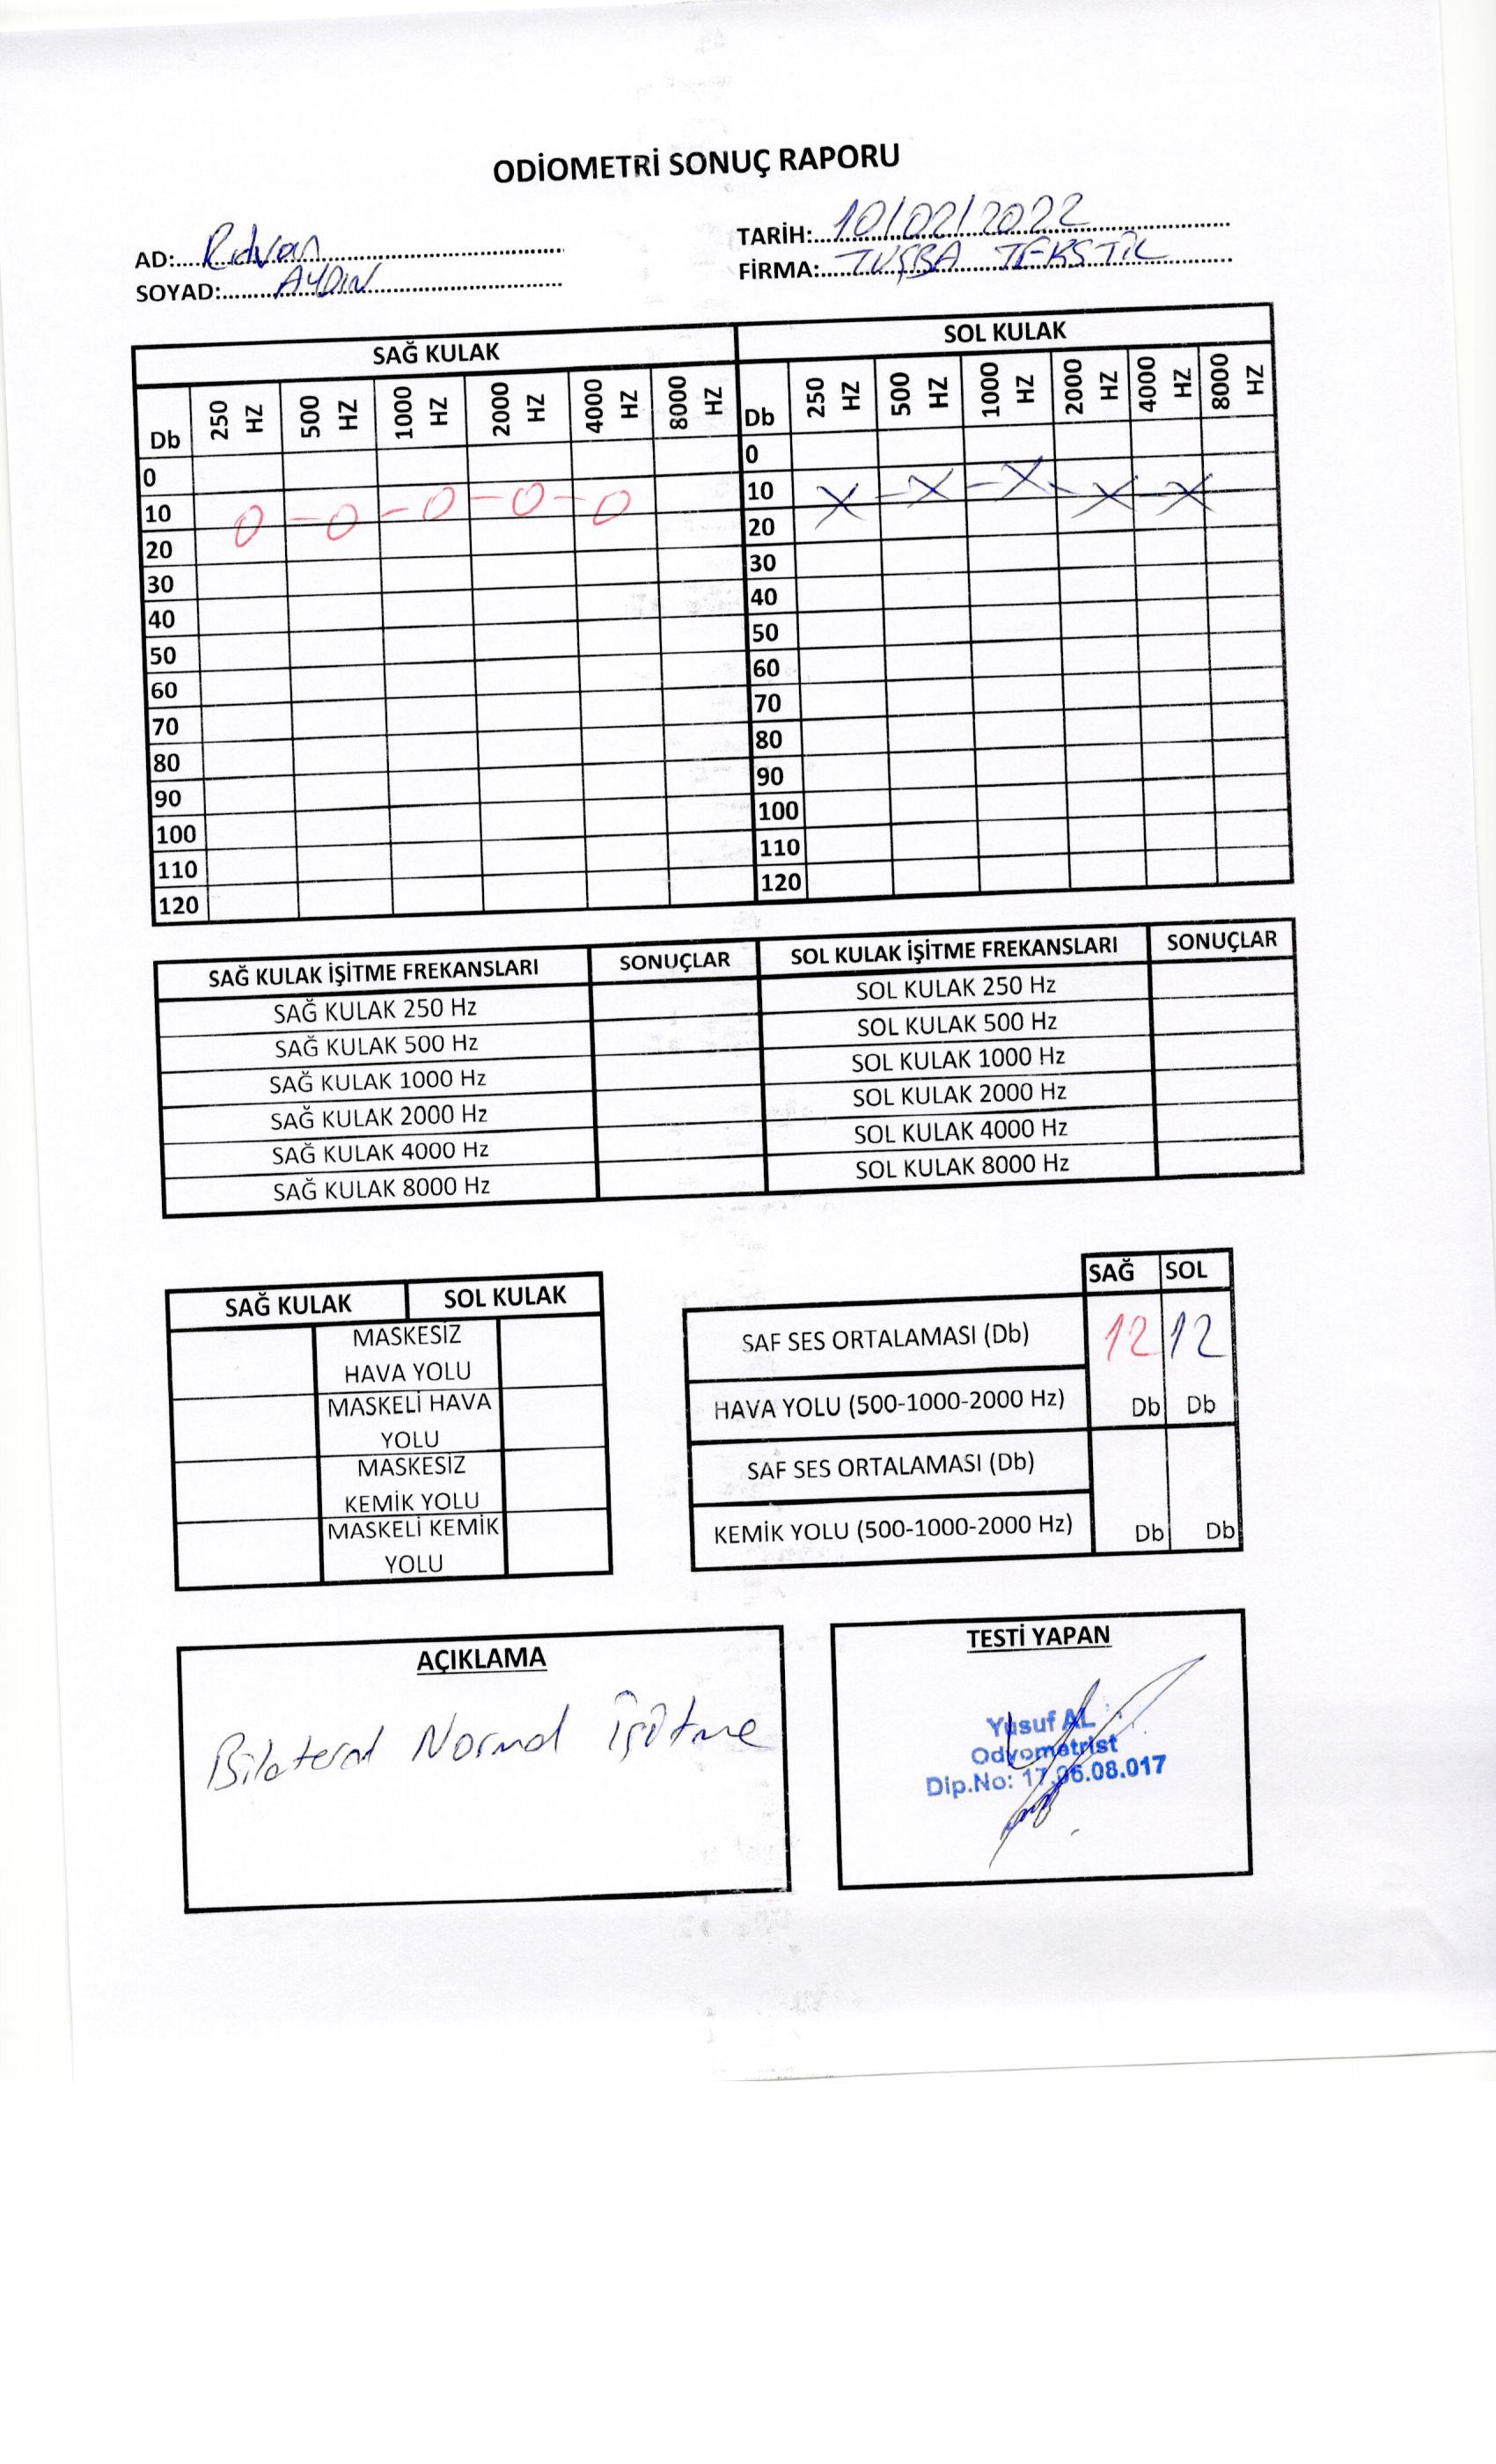 ODİOMETRİ SONUÇ RAPORU
AD: Rıdvan
TARİH: 10/02/2022
SOYAD: AYDIN
FİRMA: TUŞBA TEKSTİL
SAĞ KULAK SOL KULAK
Db 250 HZ 500 HZ 1000 HZ 2000 HZ 4000 HZ 8000 HZ Db 250 HZ 500 HZ 1000 HZ 2000 HZ 4000 HZ 8000 HZ
0 0
10 O - O - O - O - O 10 X - X - X - X - X
20 20
30 30
40 40
50 50
60 60
70 70
80 80
90 90
100 100
110 110
120 120
SAĞ KULAK İŞİTME FREKANSLARI SONUÇLAR SOL KULAK İŞİTME FREKANSLARI SONUÇLAR
SAĞ KULAK 250 Hz SOL KULAK 250 Hz
SAĞ KULAK 500 Hz SOL KULAK 500 Hz
SAĞ KULAK 1000 Hz SOL KULAK 1000 Hz
SAĞ KULAK 2000 Hz SOL KULAK 2000 Hz
SAĞ KULAK 4000 Hz SOL KULAK 4000 Hz
SAĞ KULAK 8000 Hz SOL KULAK 8000 Hz
SAĞ KULAK SOL KULAK
MASKESİZ
HAVA YOLU
MASKELİ HAVA
YOLU
MASKESİZ
KEMİK YOLU
MASKELİ KEMİK
YOLU
SAĞ SOL
SAF SES ORTALAMASI (Db) 12 12
HAVA YOLU (500-1000-2000 Hz) Db Db
SAF SES ORTALAMASI (Db)
KEMİK YOLU (500-1000-2000 Hz) Db Db
AÇIKLAMA
Bilateral Normal İşitme
TESTİ YAPAN
Yusuf AL
Odyometrist
Dip.No: 17.06.08.017